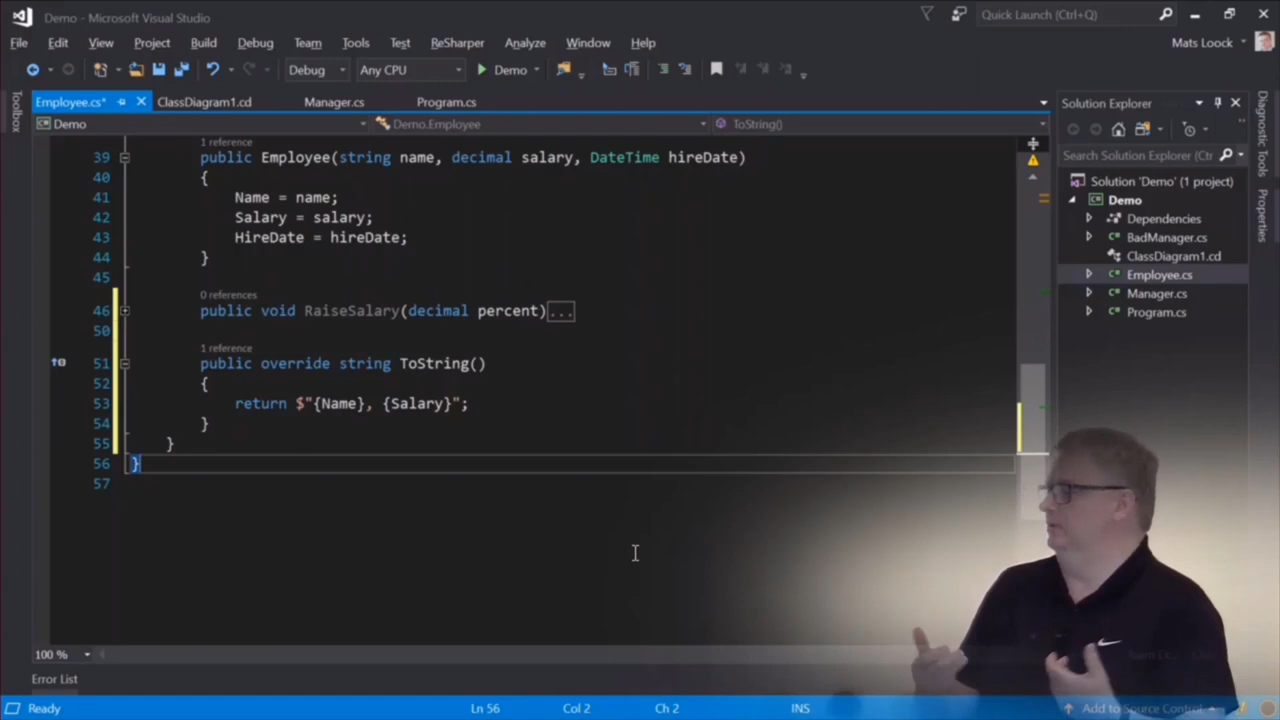 Demo - Microsoft Visual Studio
Quick Launch (Ctrl+Q)
File Edit View Project Build Debug Team Tools Test ReSharper Analyze Window Help
Mats Loock
Debug Any CPU Demo
Toolbox
Employee.cs* ClassDiagram1.cd Manager.cs Program.cs
Demo Demo.Employee ToString()
1 reference
39 public Employee(string name, decimal salary, DateTime hireDate)
40 {
41 Name = name;
42 Salary = salary;
43 HireDate = hireDate;
44 }
45
0 references
46 public void RaiseSalary(decimal percent)...
50
1 reference
51 public override string ToString()
52 {
53 return $"{Name}, {Salary}";
54 }
55 }
56 }
57
100 %
Error List
Ready Ln 56 Col 2 Ch 2 INS Add to Source Control
Solution Explorer
Search Solution Explorer (Ctrl
Solution 'Demo' (1 project)
Demo
Dependencies
BadManager.cs
ClassDiagram1.cd
Employee.cs
Manager.cs
Program.cs
Diagnostic Tools
Properties